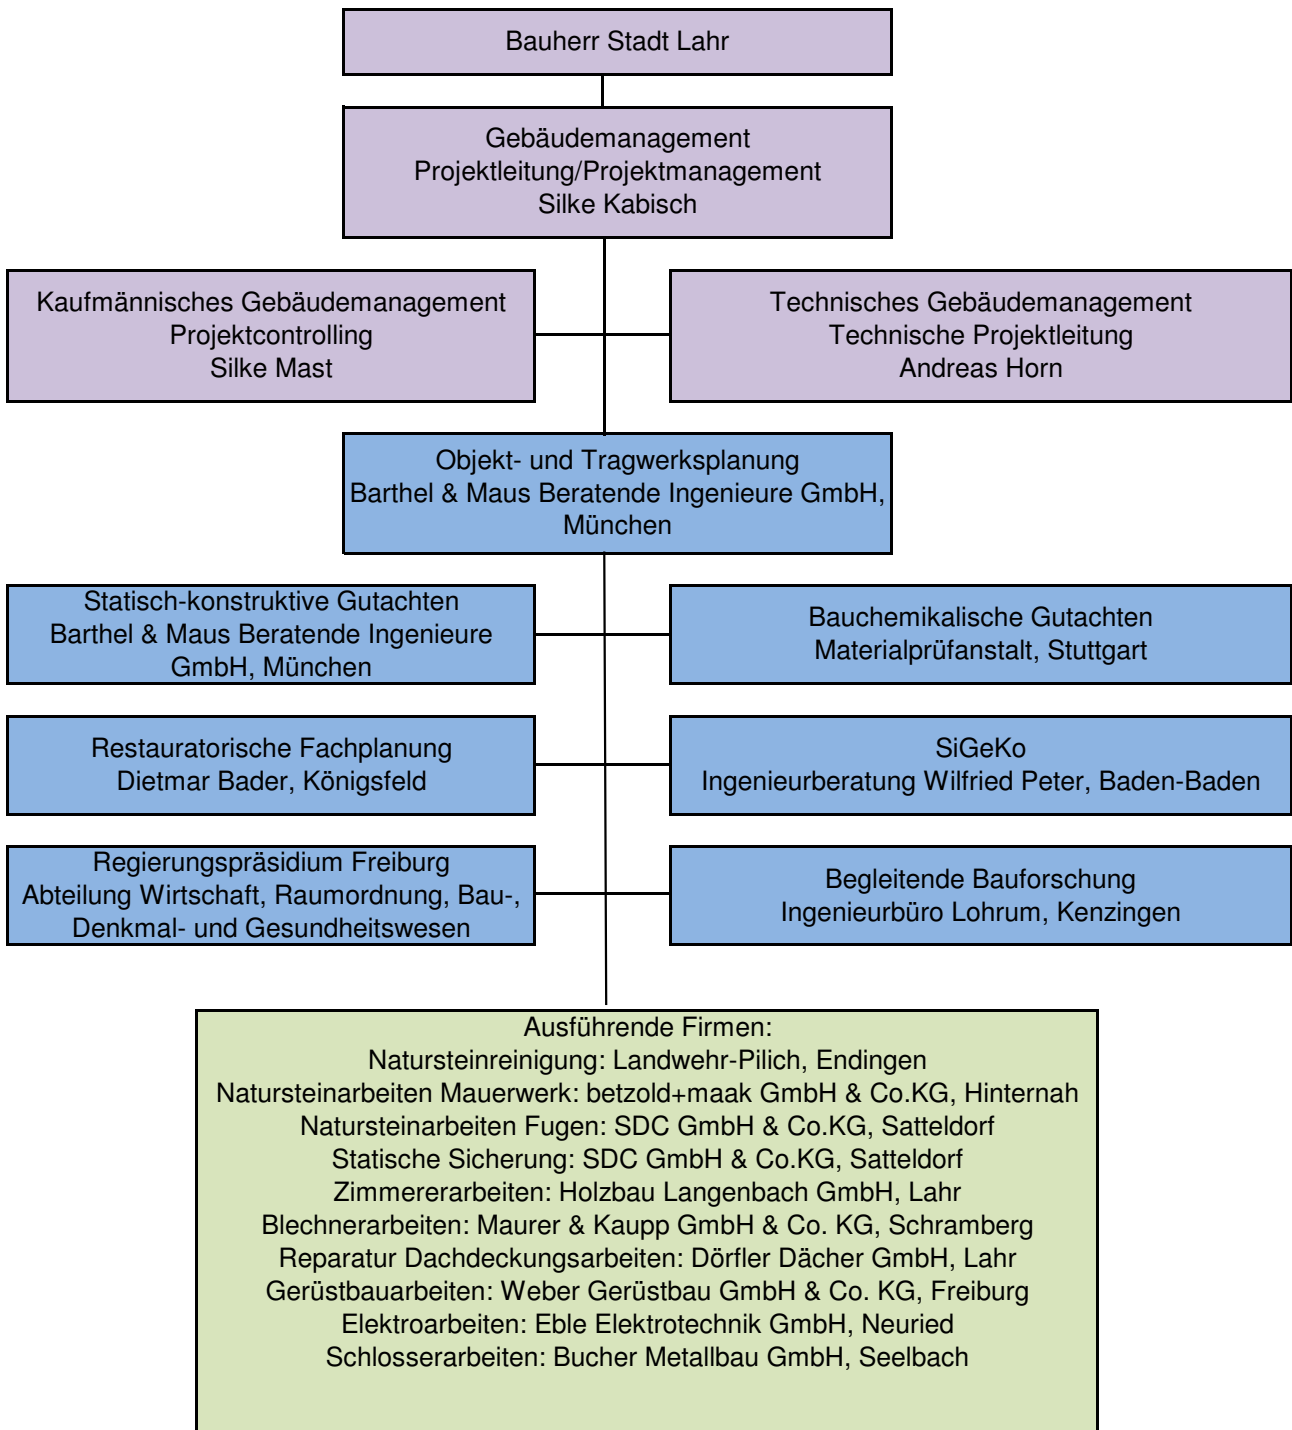 Bauherr Stadt Lahr
Gebäudemanagement
Projektleitung/Projektmanagement
Silke Kabisch
Kaufmännisches Gebäudemanagement
Projektcontrolling
Silke Mast
Technisches Gebäudemanagement
Technische Projektleitung
Andreas Horn
Objekt- und Tragwerksplanung
Barthel & Maus Beratende Ingenieure GmbH,
München
Statisch-konstruktive Gutachten
Barthel & Maus Beratende Ingenieure
GmbH, München
Bauchemikalische Gutachten
Materialprüfanstalt, Stuttgart
Restauratorische Fachplanung
Dietmar Bader, Königsfeld
SiGeKo
Ingenieurberatung Wilfried Peter, Baden-Baden
Regierungspräsidium Freiburg
Abteilung Wirtschaft, Raumordnung, Bau-,
Denkmal- und Gesundheitswesen
Begleitende Bauforschung
Ingenieurbüro Lohrum, Kenzingen
Ausführende Firmen:
Natursteinreinigung: Landwehr-Pilich, Endingen
Natursteinarbeiten Mauerwerk: betzold+maak GmbH & Co.KG, Hinternah
Natursteinarbeiten Fugen: SDC GmbH & Co.KG, Satteldorf
Statische Sicherung: SDC GmbH & Co.KG, Satteldorf
Zimmererarbeiten: Holzbau Langenbach GmbH, Lahr
Blechnerarbeiten: Maurer & Kaupp GmbH & Co. KG, Schramberg
Reparatur Dachdeckungsarbeiten: Dörfler Dächer GmbH, Lahr
Gerüstbauarbeiten: Weber Gerüstbau GmbH & Co. KG, Freiburg
Elektroarbeiten: Eble Elektrotechnik GmbH, Neuried
Schlosserarbeiten: Bucher Metallbau GmbH, Seelbach